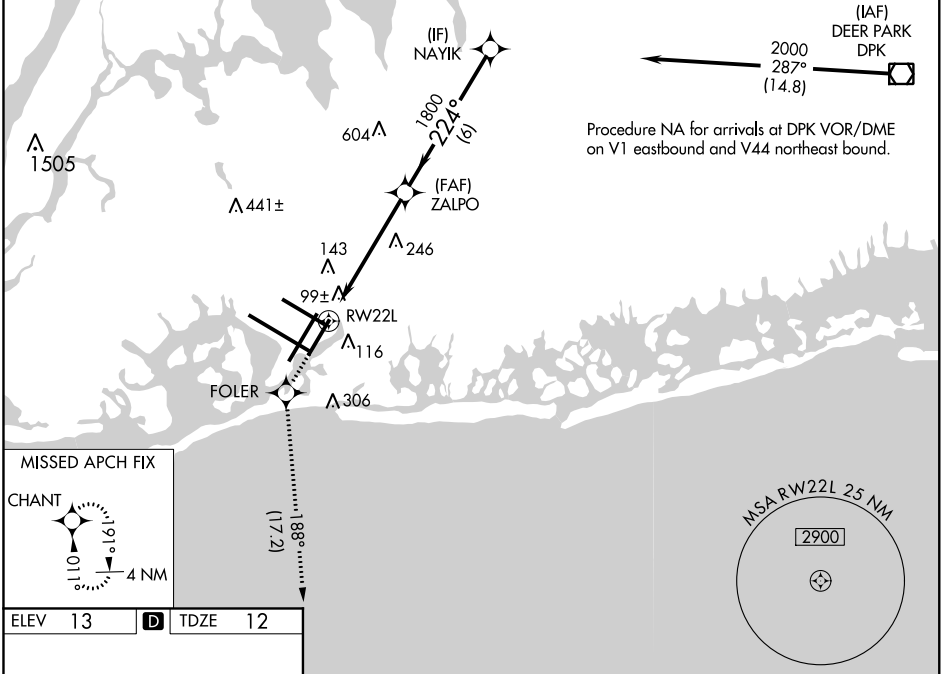 (IF)
NAYIK
(IAF)
DEER PARK
DPK
2000
287°
(14.8)
Procedure NA for arrivals at DPK VOR/DME
on V1 eastbound and V44 northeast bound.
1800
224°
(6)
604
1505
(FAF)
ZALPO
441±
246
143
99±
RW22L
116
FOLER
306
188°
(17.2)
MISSED APCH FIX
CHANT
191°
011°
4 NM
MSA RW22L 25 NM
2900
ELEV 13 D TDZE 12